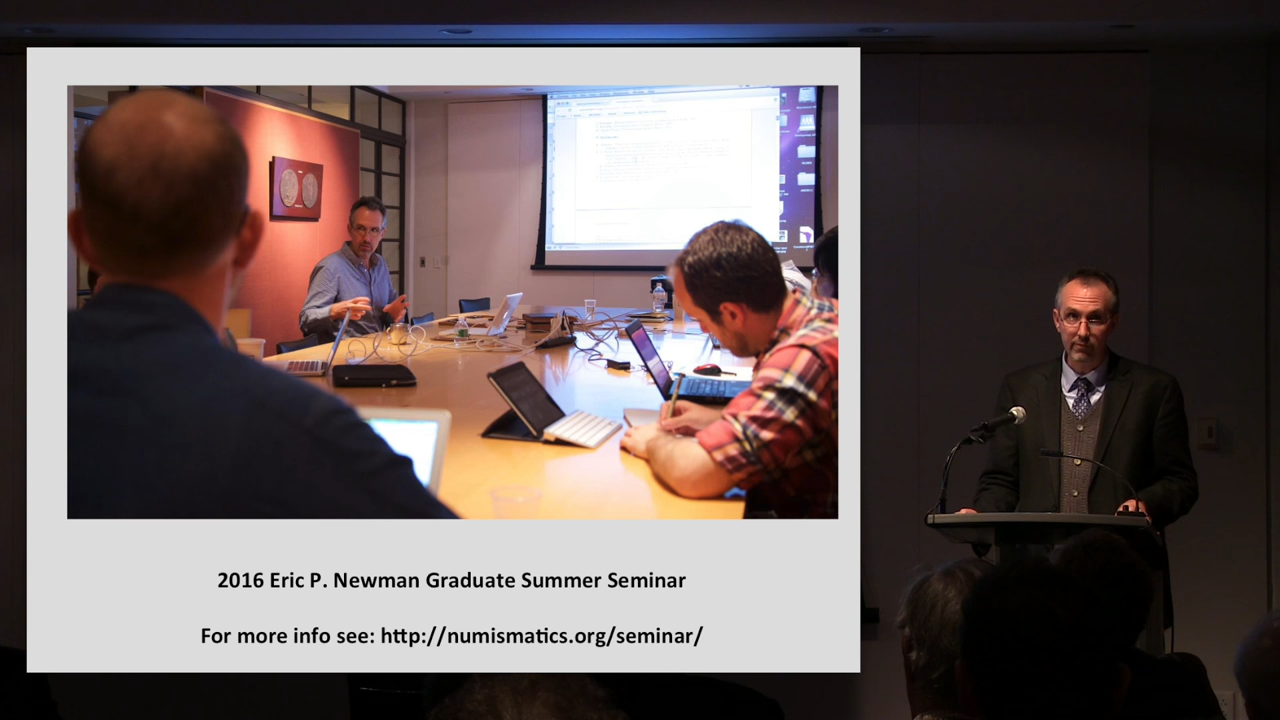 2016 Eric P. Newman Graduate Summer Seminar
For more info see: http://numismatics.org/seminar/